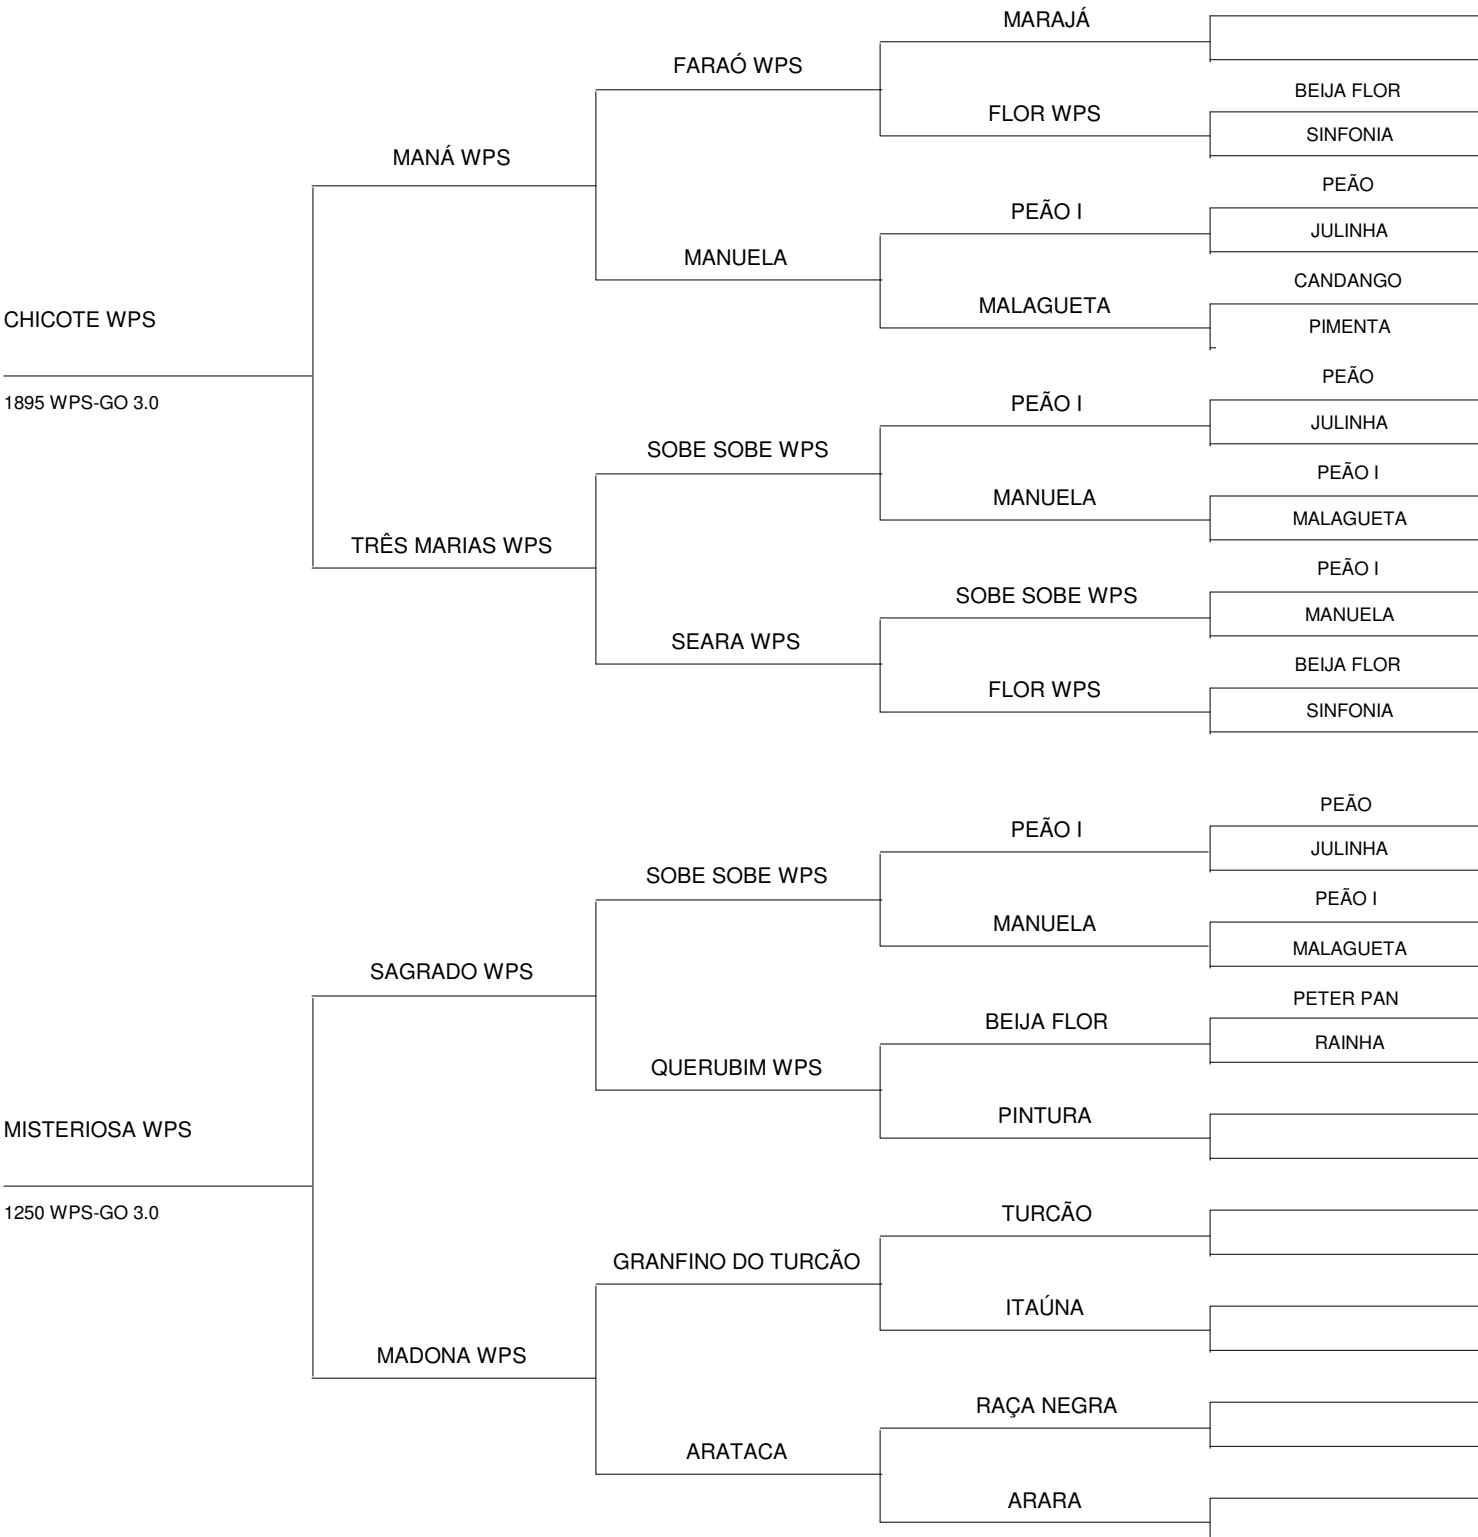 MARAJÁ
FARAÓ WPS
BEIJA FLOR
FLOR WPS
SINFONIA
MANÁ WPS
PEÃO
PEÃO I
JULINHA
MANUELA
CANDANGO
MALAGUETA
CHICOTE WPS
PIMENTA
PEÃO
1895 WPS-GO 3.0
PEÃO I
JULINHA
SOBE SOBE WPS
PEÃO I
MANUELA
MALAGUETA
TRÊS MARIAS WPS
PEÃO I
SOBE SOBE WPS
MANUELA
SEARA WPS
BEIJA FLOR
FLOR WPS
SINFONIA
PEÃO
PEÃO I
JULINHA
SOBE SOBE WPS
PEÃO I
MANUELA
MALAGUETA
SAGRADO WPS
PETER PAN
BEIJA FLOR
RAINHA
QUERUBIM WPS
PINTURA
MISTERIOSA WPS
1250 WPS-GO 3.0
TURCÃO
GRANFINO DO TURCÃO
ITAÚNA
MADONA WPS
RAÇA NEGRA
ARATACA
ARARA